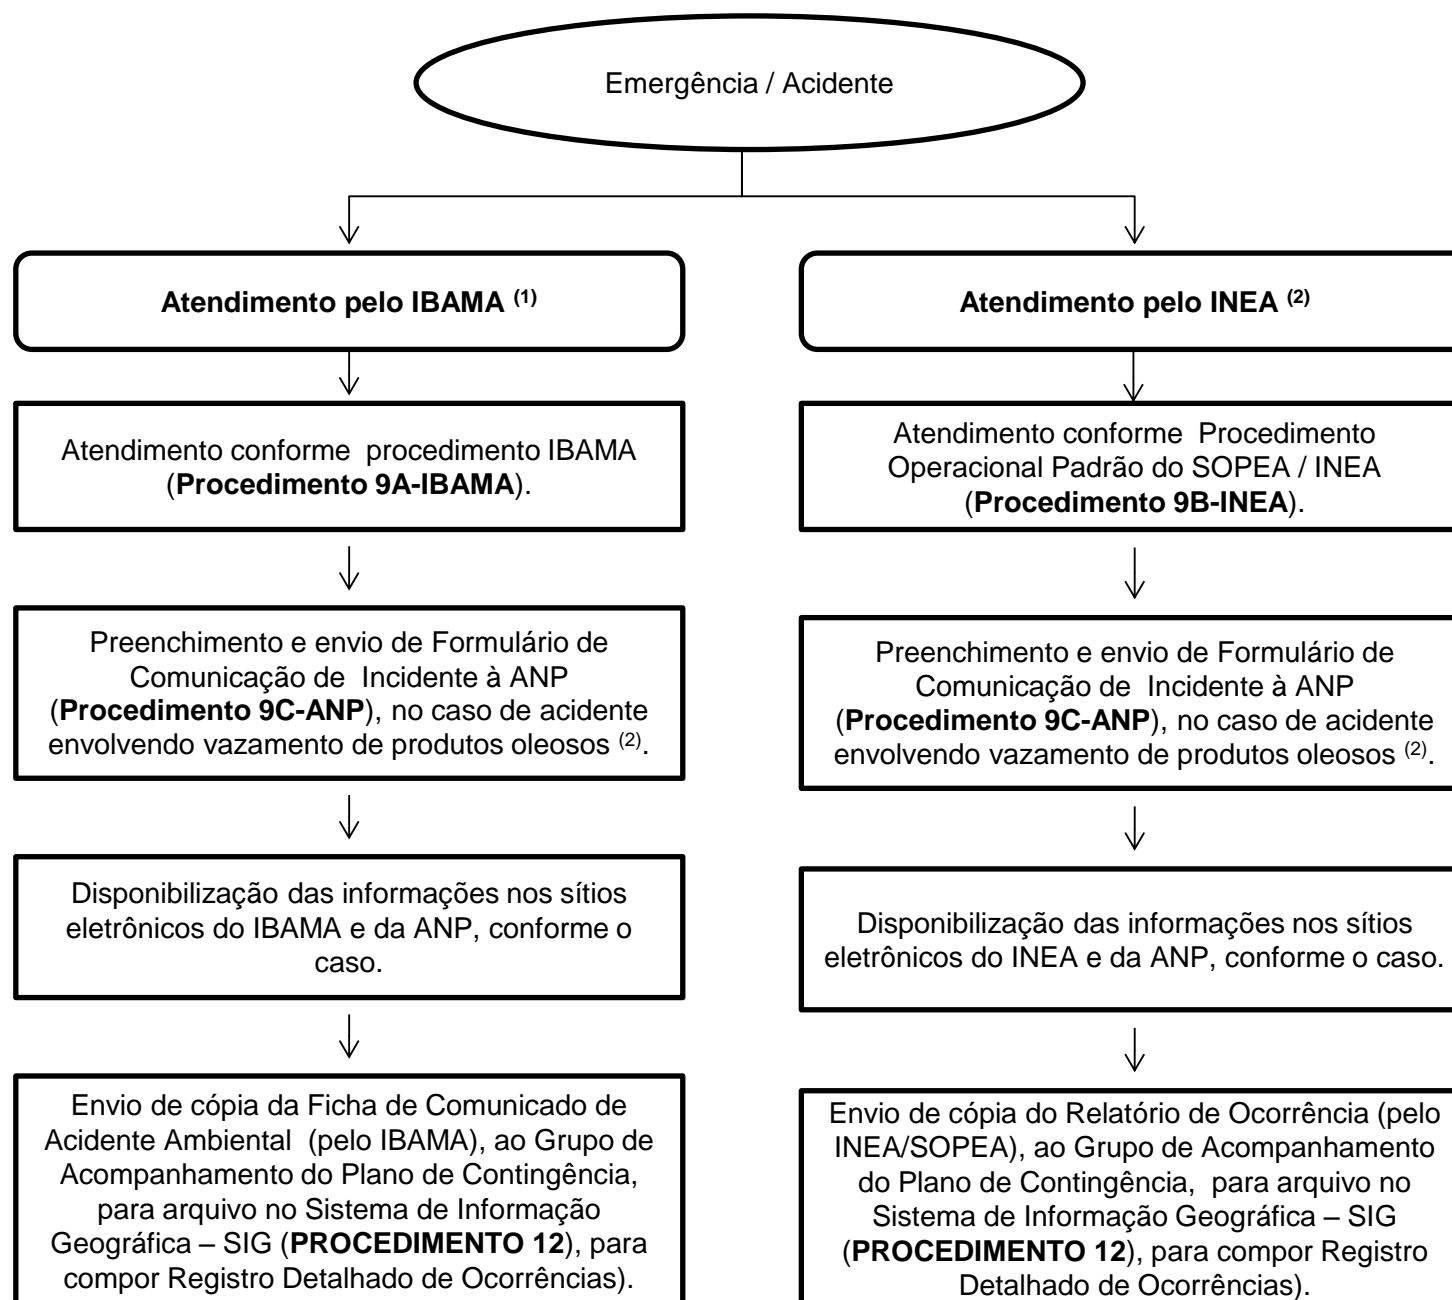 Emergência / Acidente
Atendimento pelo IBAMA (1)
Atendimento conforme procedimento IBAMA
(Procedimento 9A-IBAMA).
Preenchimento e envio de Formulário de
Comunicação de Incidente à ANP
(Procedimento 9C-ANP), no caso de acidente
envolvendo vazamento de produtos oleosos (2).
Disponibilização das informações nos sítios
eletrônicos do IBAMA e da ANP, conforme o
caso.
Envio de cópia da Ficha de Comunicado de
Acidente Ambiental (pelo IBAMA), ao Grupo de
Acompanhamento do Plano de Contingência,
para arquivo no Sistema de Informação
Geográfica – SIG (PROCEDIMENTO 12), para
compor Registro Detalhado de Ocorrências).
Atendimento pelo INEA (2)
Atendimento conforme Procedimento
Operacional Padrão do SOPEA / INEA
(Procedimento 9B-INEA).
Preenchimento e envio de Formulário de
Comunicação de Incidente à ANP
(Procedimento 9C-ANP), no caso de acidente
envolvendo vazamento de produtos oleosos (2).
Disponibilização das informações nos sítios
eletrônicos do INEA e da ANP, conforme o caso.
Envio de cópia do Relatório de Ocorrência (pelo
INEA/SOPEA), ao Grupo de Acompanhamento
do Plano de Contingência, para arquivo no
Sistema de Informação Geográfica – SIG
(PROCEDIMENTO 12), para compor Registro
Detalhado de Ocorrências).